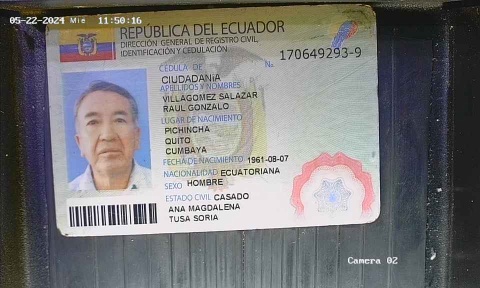 05-22-2024 Mié 11:50:16
REPÚBLICA DEL ECUADOR
DIRECCIÓN GENERAL DE REGISTRO CIVIL,
IDENTIFICACIÓN Y CEDULACIÓN
CÉDULA DE
No. 170649293-9
CIUDADANíA
APELLIDOS Y NOMBRES
VILLAGOMEZ SALAZAR
RAUL GONZALO
LUGAR DE NACIMIENTO
PICHINCHA
QUITO
CUMBAYA
FECHA DE NACIMIENTO 1961-08-07
NACIONALIDAD ECUATORIANA
SEXO HOMBRE
ESTADO CIVIL CASADO
ANA MAGDALENA
TUSA SORIA
Camera 02